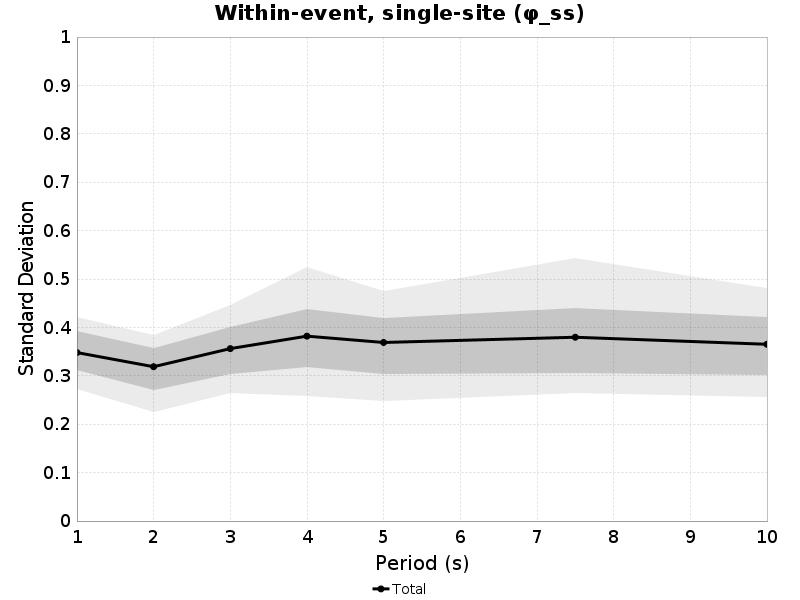 Within-event, single-site (φ_ss)
1
0.9
0.8
0.7
0.6
0.5
0.4
0.3
0.2
0.1
0
Standard Deviation
1 2 3 4 5 6 7 8 9 10
Period (s)
Total